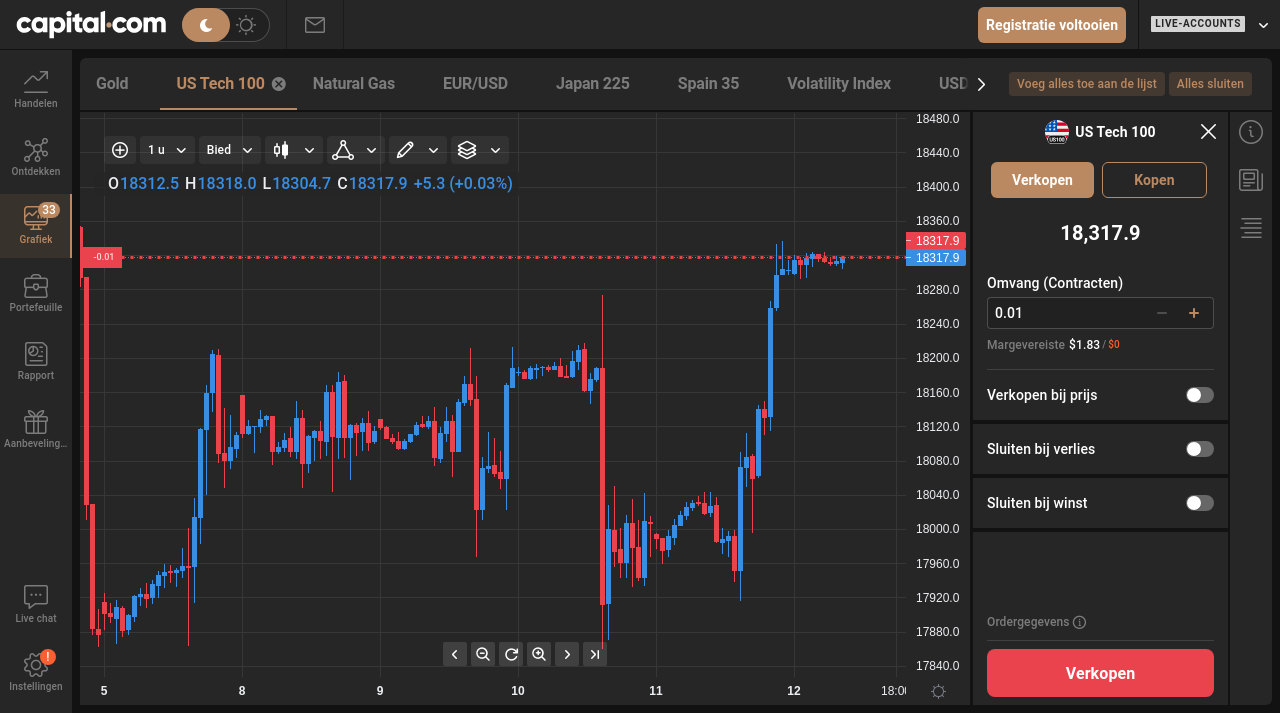 capital.com
Registratie voltooien
LIVE-ACCOUNTS
Handelen
Ontdekken
33
Grafiek
Portefeuille
Rapport
Aanbeveling...
Live chat
!
Instellingen
Gold
US Tech 100
Natural Gas
EUR/USD
Japan 225
Spain 35
Volatility Index
USD
Voeg alles toe aan de lijst
Alles sluiten
1 u
Bied
O18312.5 H18318.0 L18304.7 C18317.9 +5.3 (+0.03%)
-0.01
18480.0
18440.0
18400.0
18360.0
18317.9
18317.9
18280.0
18240.0
18200.0
18160.0
18120.0
18080.0
18040.0
18000.0
17960.0
17920.0
17880.0
17840.0
5
8
9
10
11
12
18:00
US100
US Tech 100
Verkopen
Kopen
18,317.9
Omvang (Contracten)
0.01
Margevereiste $1.83 / $0
Verkopen bij prijs
Sluiten bij verlies
Sluiten bij winst
Ordergegevens
Verkopen